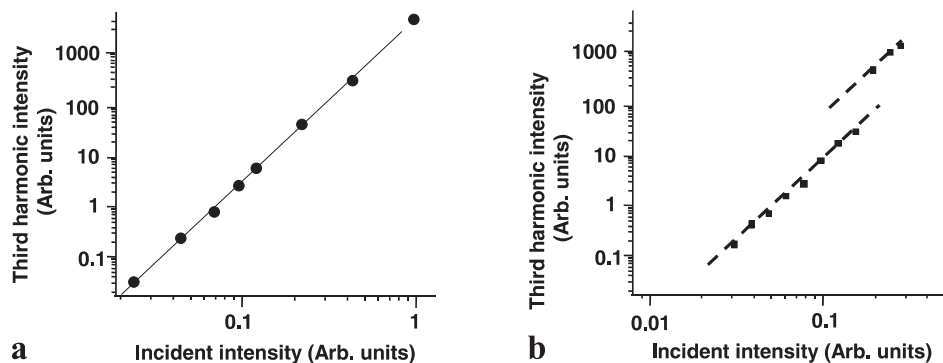 Third harmonic intensity
(Arb. units)
1000
100
10
1
0.1
0.1
1
Incident intensity (Arb. units)
a
Third harmonic intensity
(Arb. units)
1000
100
10
1
0.1
0.01
0.1
Incident intensity (Arb. units)
b